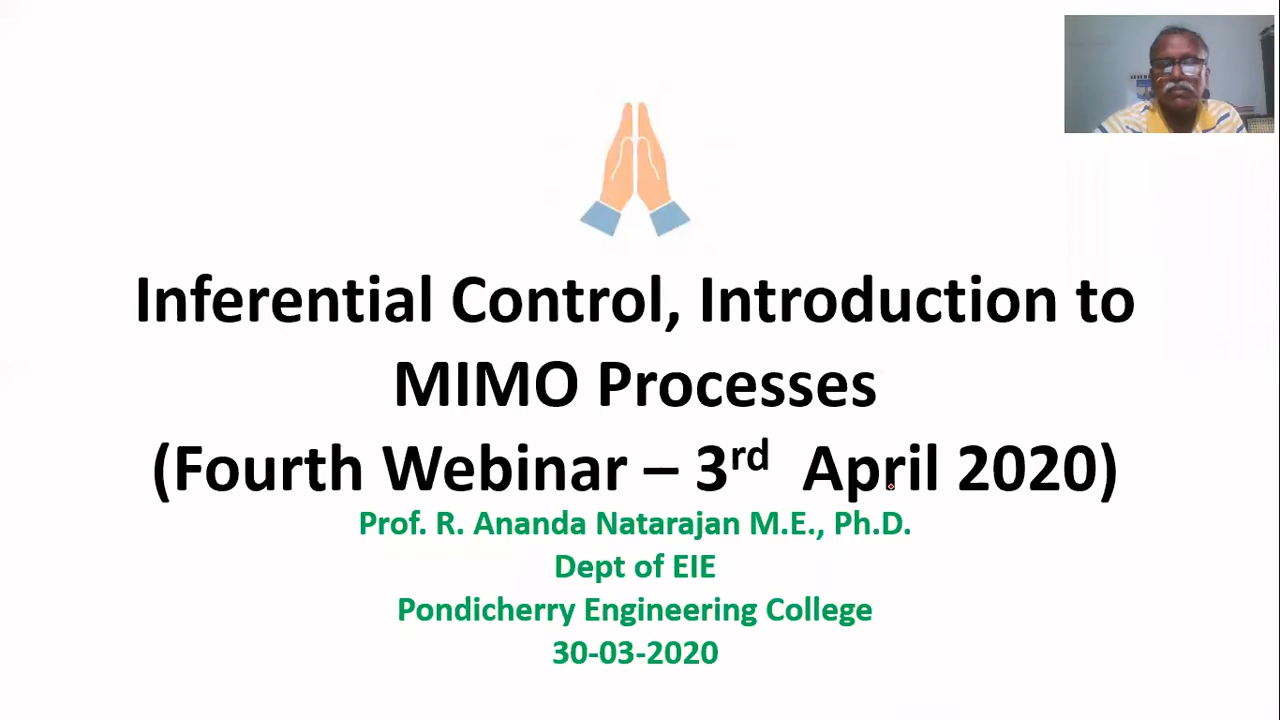 Inferential Control, Introduction to
MIMO Processes
(Fourth Webinar – 3rd April 2020)
Prof. R. Ananda Natarajan M.E., Ph.D.
Dept of EIE
Pondicherry Engineering College
30-03-2020